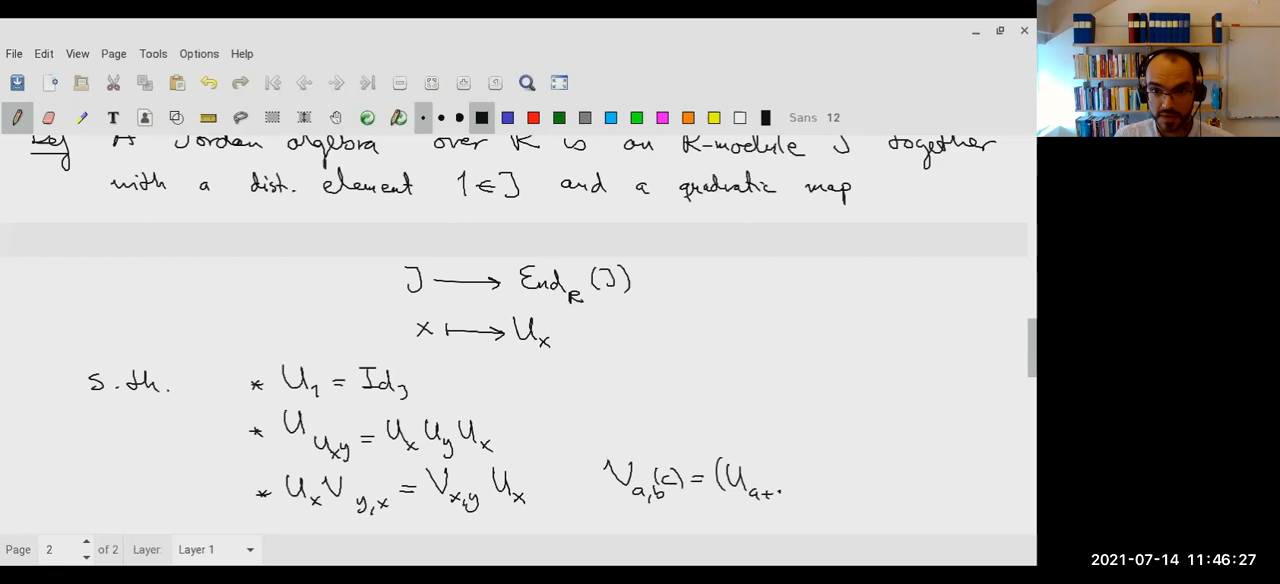 File Edit View Page Tools Options Help
Sans 12
Def A Jordan algebra over R is an R-module J together
with a dist. element 1 ∈ J and a quadratic map
J ⟶ End_R (J)
x ⟼ U_x
s.th. * U_1 = Id_J
* U_{U_x y} = U_x U_y U_x
* U_x V_{y,x} = V_{x,y} U_x V_{a,b}(c) = (U_{a+.
Page 2 of 2 Layer: Layer 1
2021-07-14 11:46:27